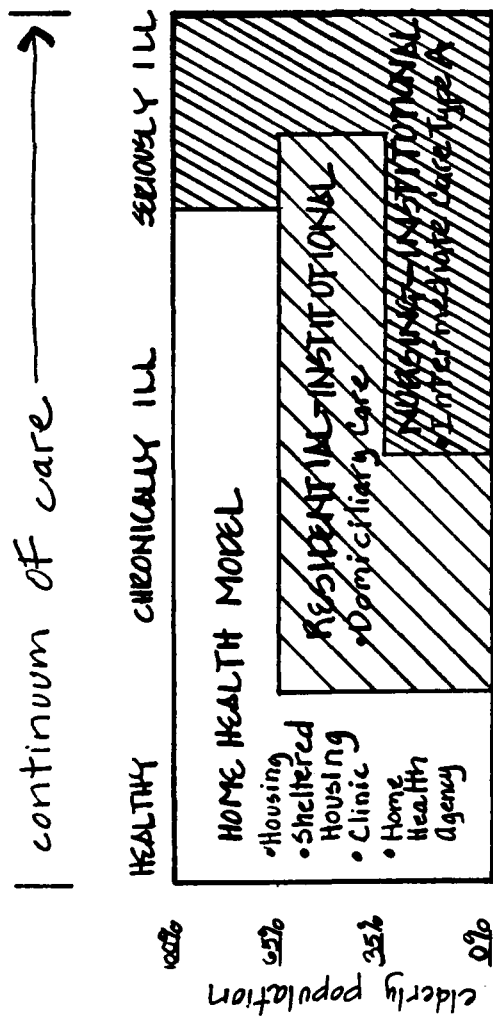 continuum OF care
HEALTHY
CHRONICALLY ILL
SERIOUSLY ILL
elderly population
100%
65%
35%
0%
HOME HEALTH MODEL
• Housing
• Sheltered
Housing
• Clinic
• Home
Health
Agency
RESIDENTIAL-INSTITUTIONAL
• Domiciliary Care
NURSING-INSTITUTIONAL
• Intermediate Care Type A